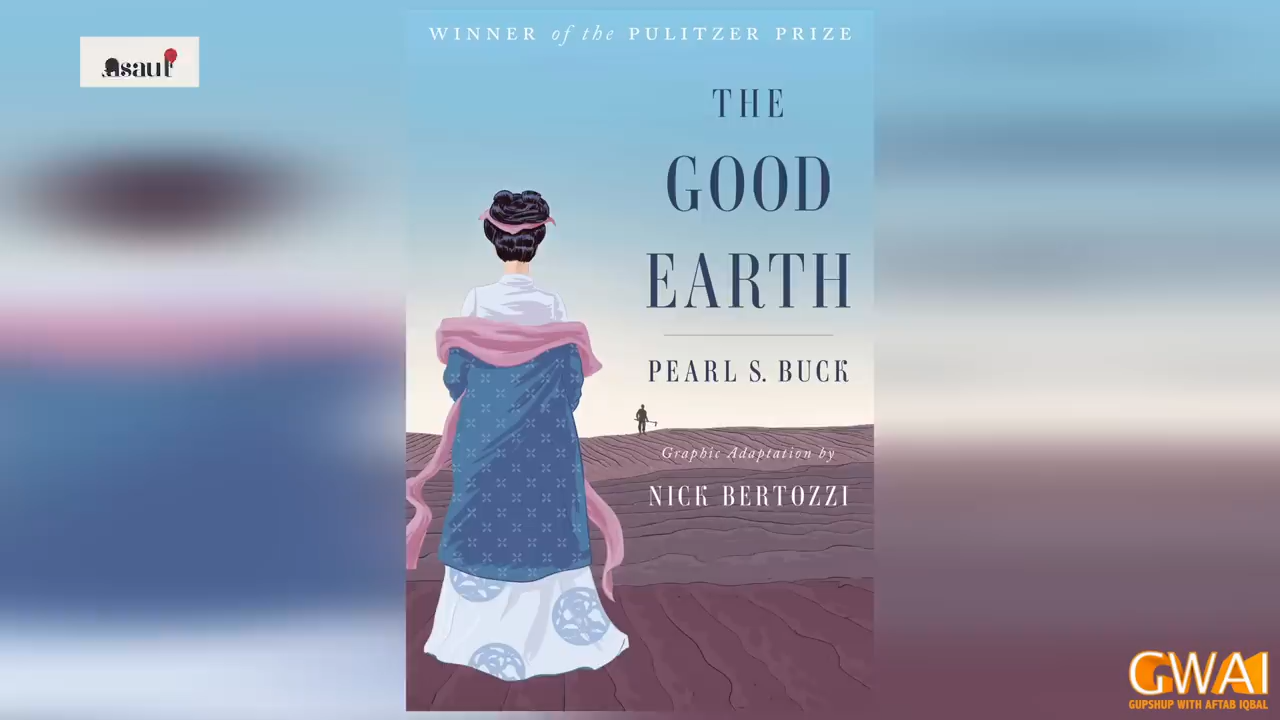 WINNER of the PULITZER PRIZE
THE
GOOD
EARTH
PEARL S. BUCK
Graphic Adaptation by
NICK BERTOZZI
GWAI
GUPSHUP WITH AFTAB IQBAL